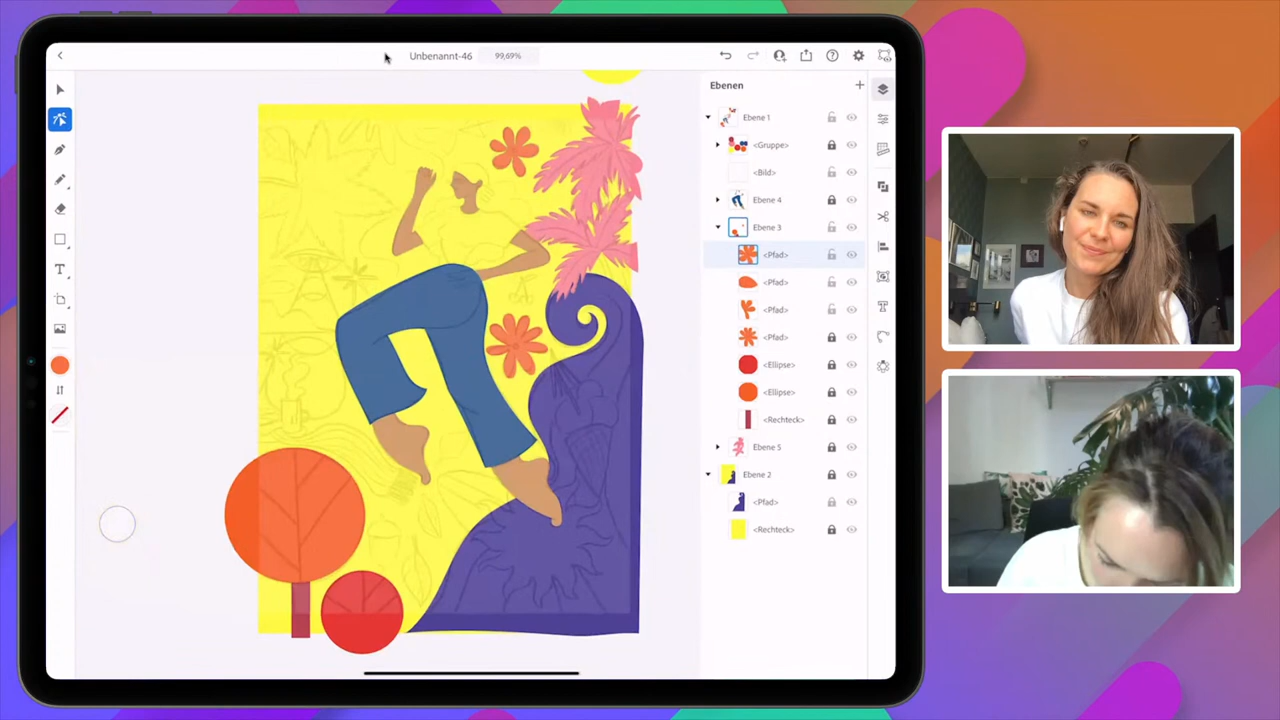 Unbenannt-46
99,69%
Ebenen
Ebene 1
<Gruppe>
<Bild>
Ebene 4
Ebene 3
<Pfad>
<Pfad>
<Pfad>
<Pfad>
<Ellipse>
<Ellipse>
<Rechteck>
Ebene 5
Ebene 2
<Pfad>
<Rechteck>